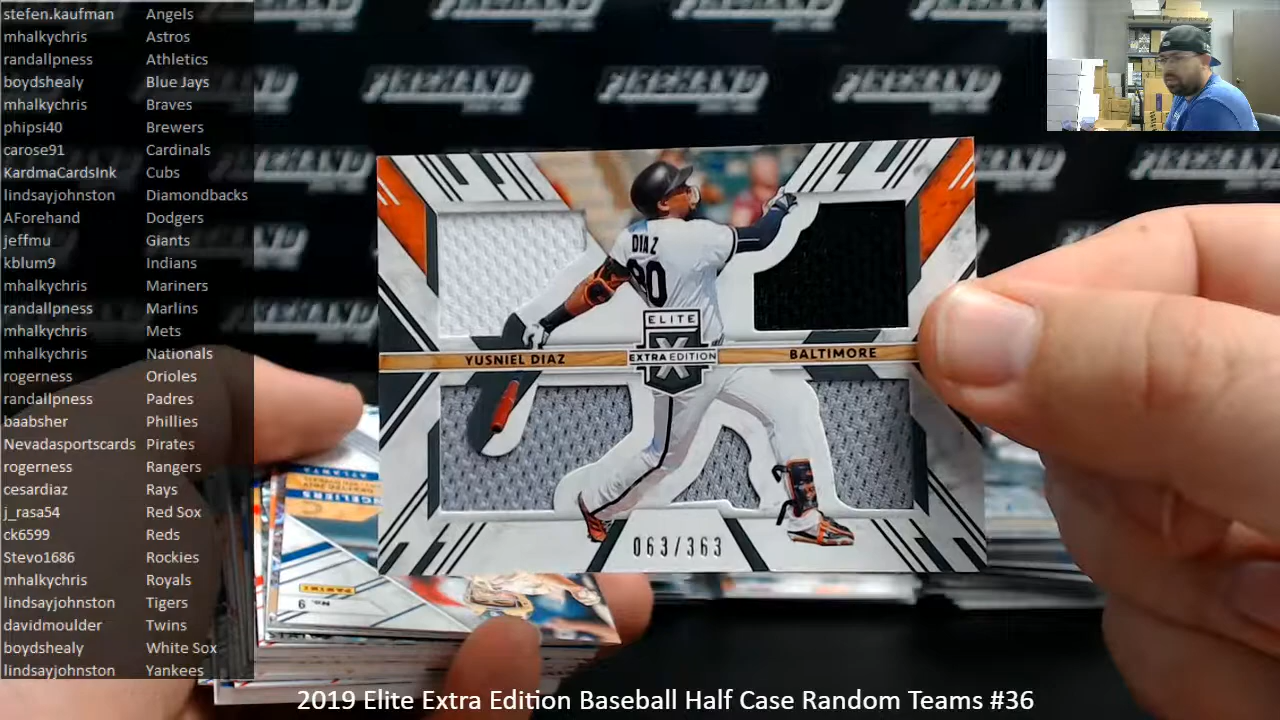 stefen.kaufman Angels
mhalkychris Astros
randallpness Athletics
boydshealy Blue Jays
mhalkychris Braves
phipsi40 Brewers
carose91 Cardinals
KardmaCardsInk Cubs
lindsayjohnston Diamondbacks
AForehand Dodgers
jeffmu Giants
kblum9 Indians
mhalkychris Mariners
randallpness Marlins
mhalkychris Mets
mhalkychris Nationals
rogerness Orioles
randallpness Padres
baabsher Phillies
Nevadasportscards Pirates
rogerness Rangers
cesardiaz Rays
j_rasa54 Red Sox
ck6599 Reds
Stevo1686 Rockies
mhalkychris Royals
lindsayjohnston Tigers
davidmoulder Twins
boydshealy White Sox
lindsayjohnston Yankees
DIAZ
ELITE
EXTRA EDITION
X
YUSNIEL DIAZ
BALTIMORE
063/363
ATLANTA
PANINI
No. 9
2019 Elite Extra Edition Baseball Half Case Random Teams #36